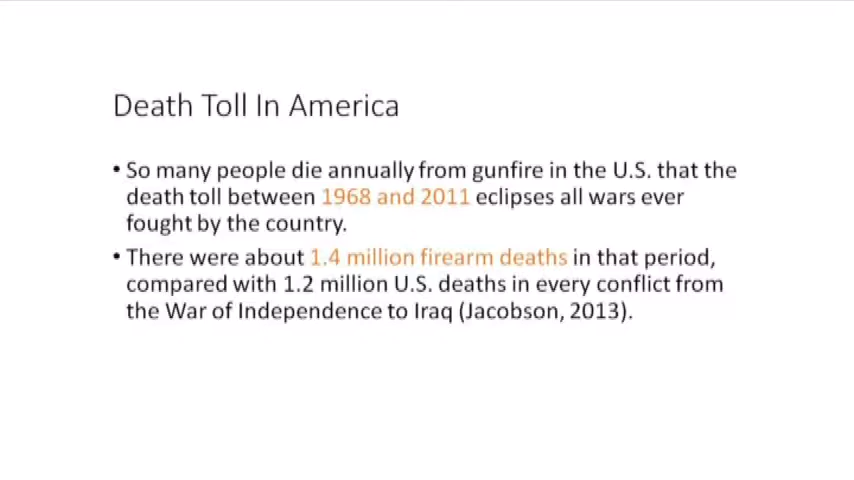 Death Toll In America
• So many people die annually from gunfire in the U.S. that the
death toll between 1968 and 2011 eclipses all wars ever
fought by the country.
• There were about 1.4 million firearm deaths in that period,
compared with 1.2 million U.S. deaths in every conflict from
the War of Independence to Iraq (Jacobson, 2013).